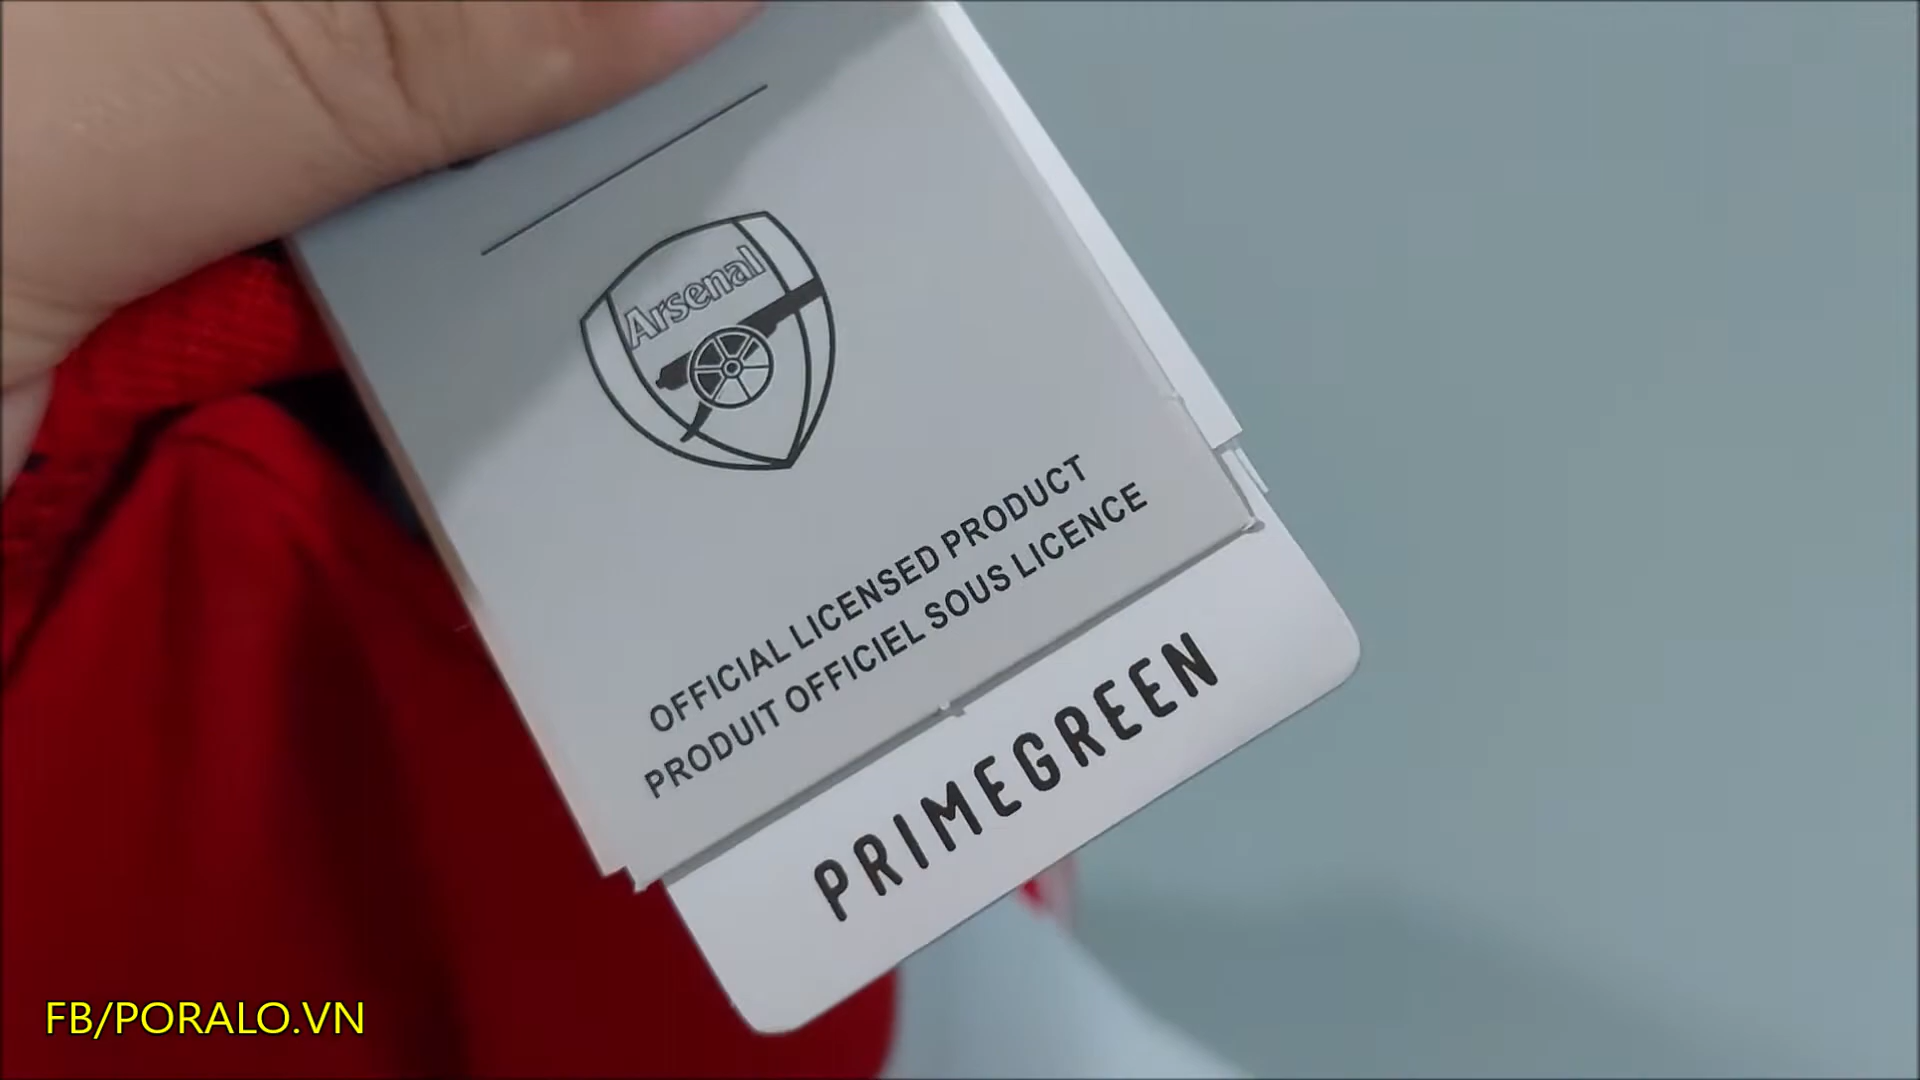 Arsenal
OFFICIAL LICENSED PRODUCT
PRODUIT OFFICIEL SOUS LICENCE
PRIMEGREEN
FB/PORALO.VN